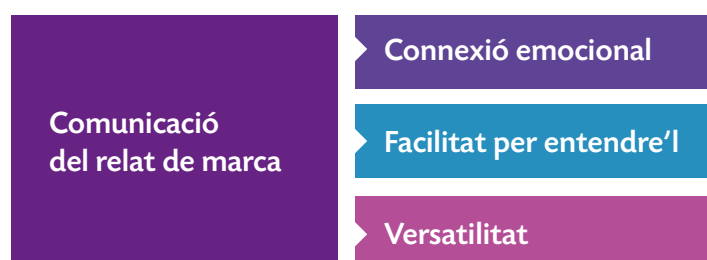 Comunicació
del relat de marca
Connexió emocional
Facilitat per entendre’l
Versatilitat